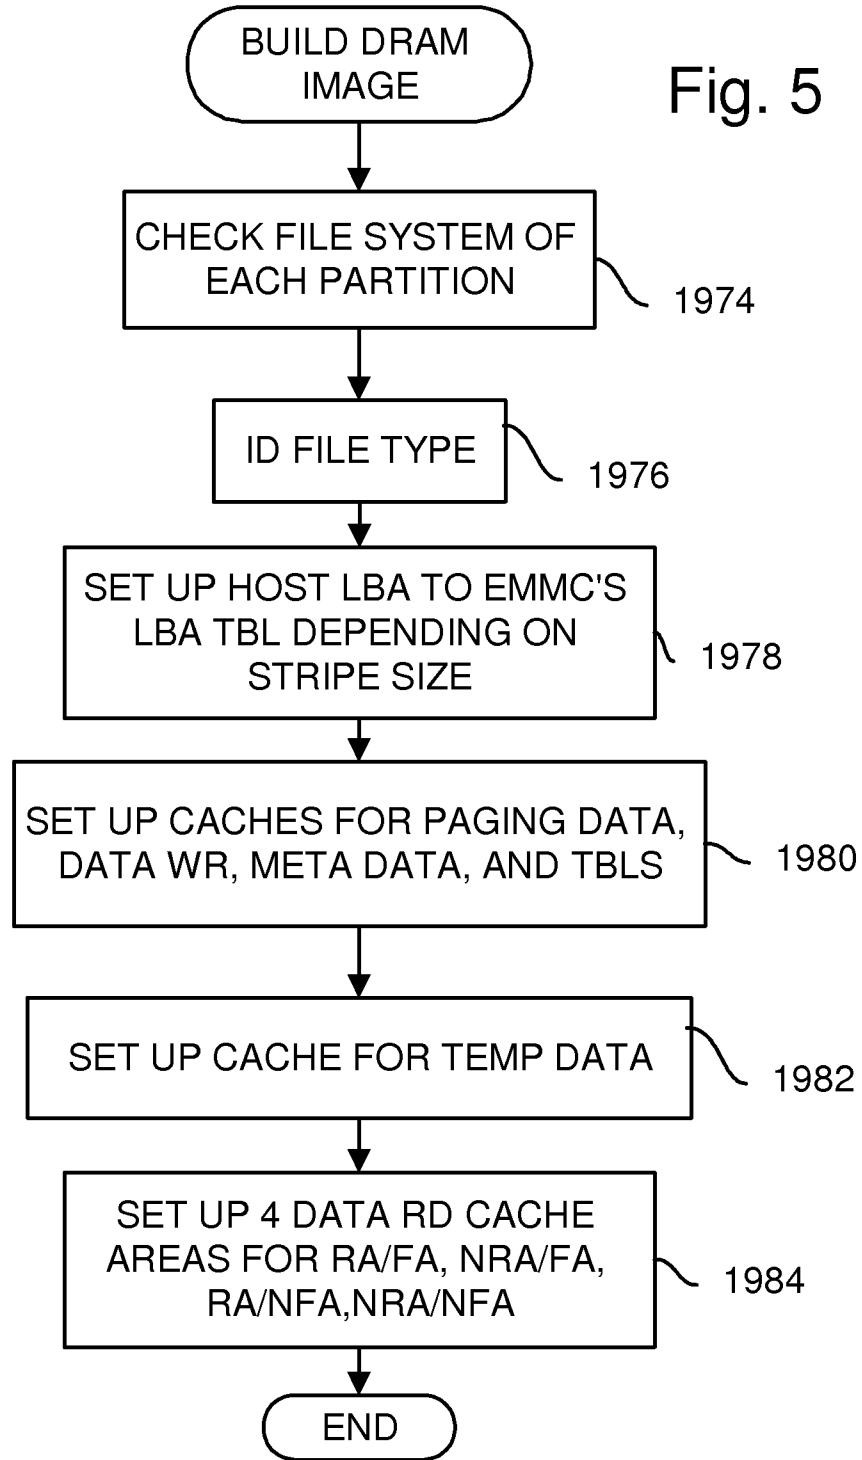 BUILD DRAM
IMAGE
Fig. 5
CHECK FILE SYSTEM OF
EACH PARTITION
1974
ID FILE TYPE
1976
SET UP HOST LBA TO EMMC'S
LBA TBL DEPENDING ON
STRIPE SIZE
1978
SET UP CACHES FOR PAGING DATA,
DATA WR, META DATA, AND TBLS
1980
SET UP CACHE FOR TEMP DATA
1982
SET UP 4 DATA RD CACHE
AREAS FOR RA/FA, NRA/FA,
RA/NFA,NRA/NFA
1984
END